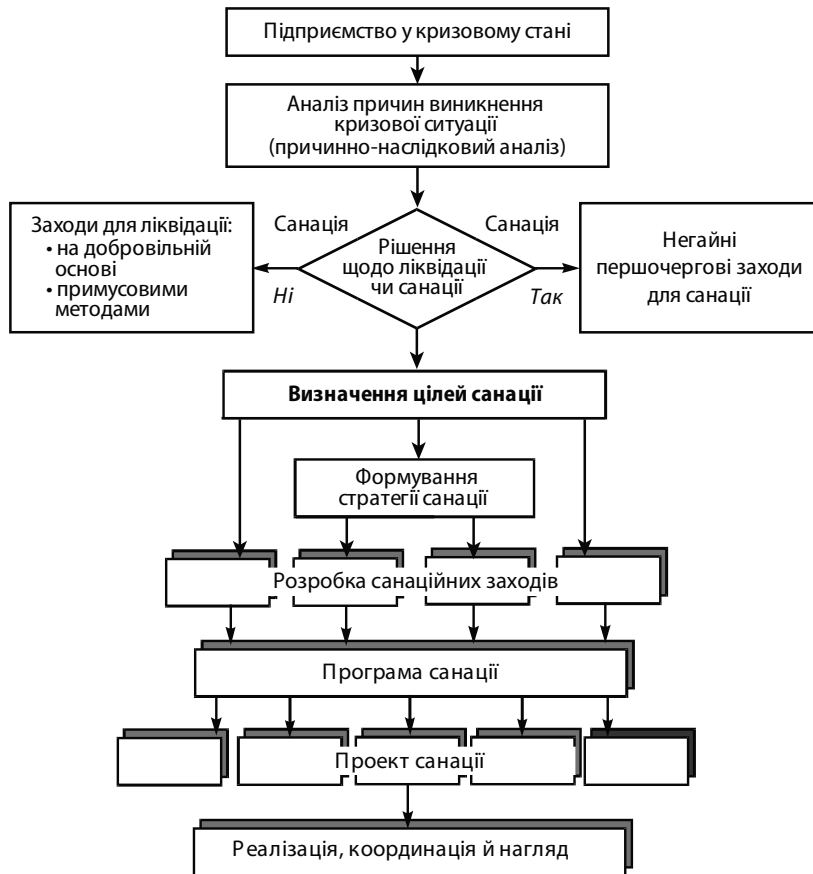 Підприємство у кризовому стані
Аналіз причин виникнення
кризової ситуації
(причинно-наслідковий аналіз)
Заходи для ліквідації:
• на добровільній
основі
• примусовими
методами
Санація
Ні
Рішення
щодо ліквідації
чи санації
Санація
Так
Негайні
першочергові заходи
для санації
Визначення цілей санації
Формування
стратегії санації
Розробка санаційних заходів
Програма санації
Проект санації
Реалізація, координація й нагляд